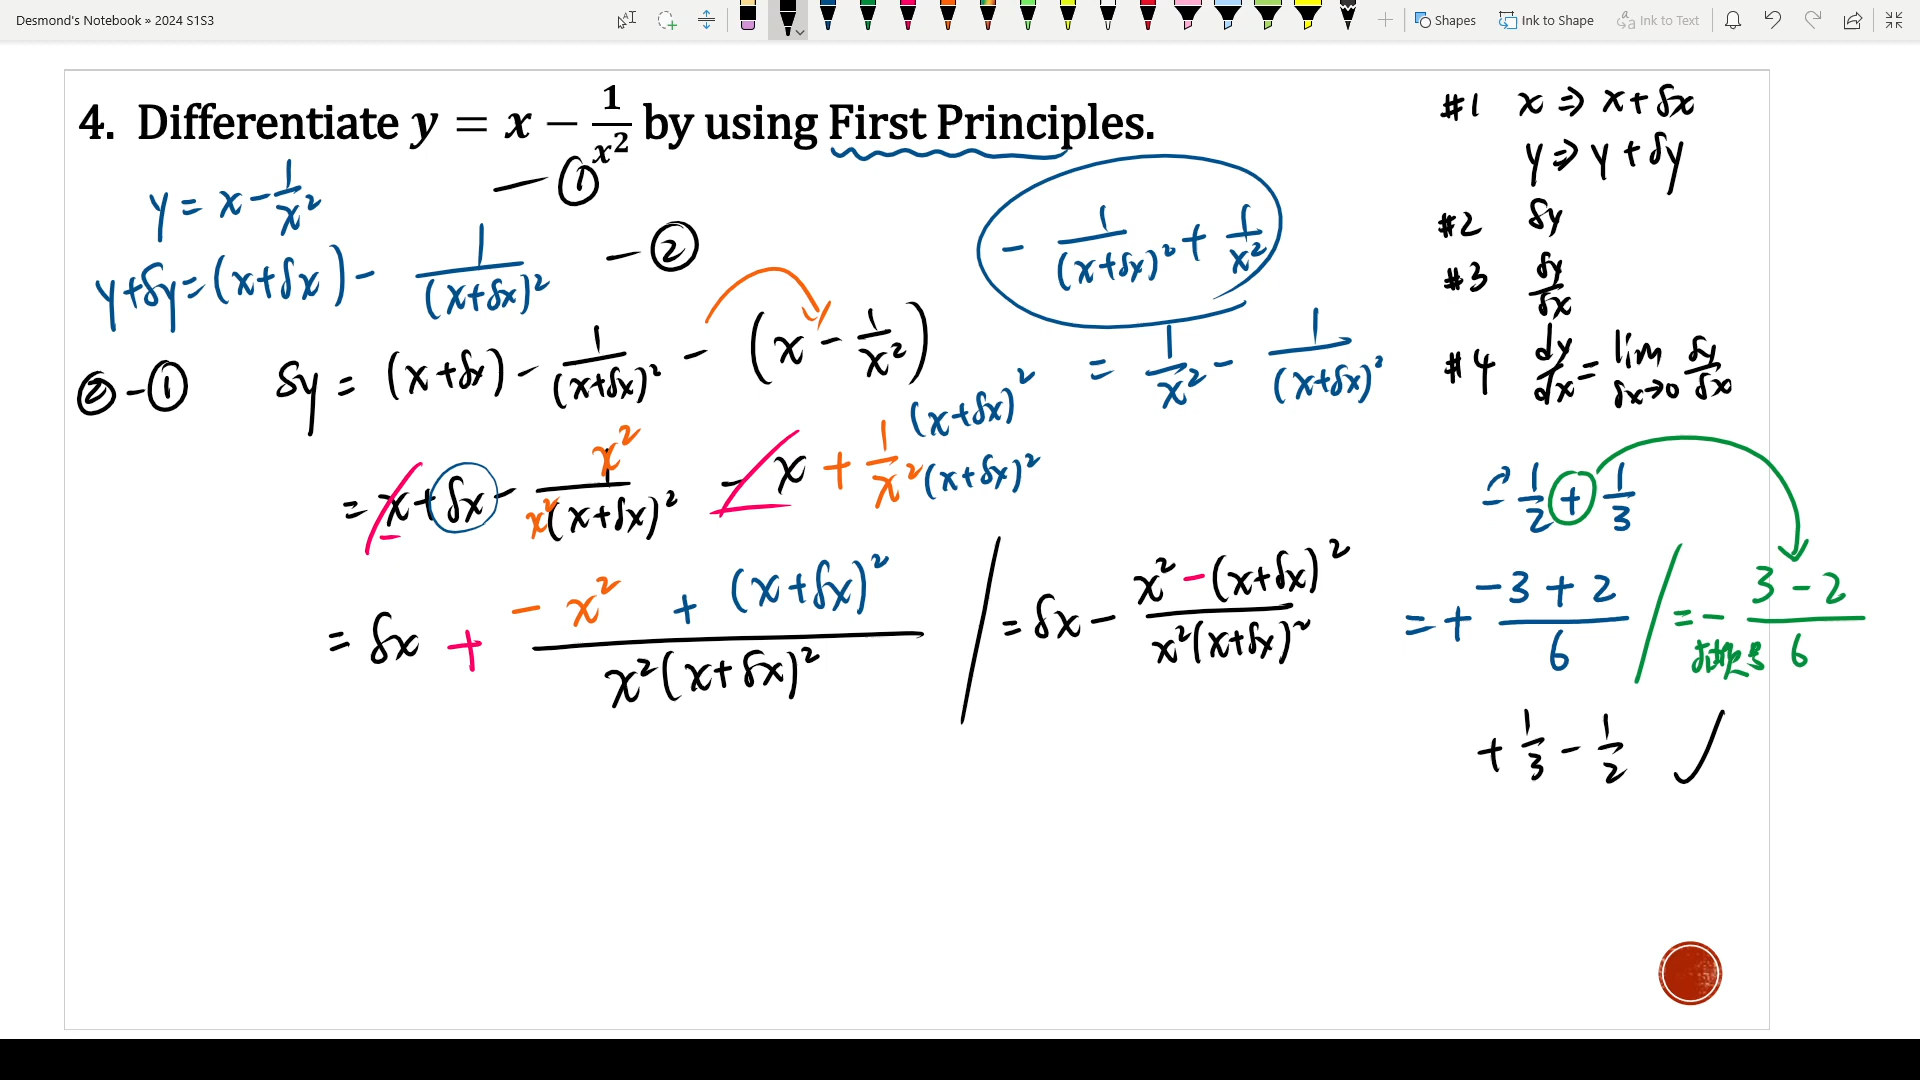 Desmond's Notebook » 2024 S1S3
Shapes
Ink to Shape
Ink to Text
4. Differentiate y = x − 1/x² by using First Principles.
y = x − 1/x² — ①
y+δy = (x+δx) − 1/(x+δx)² — ②
② − ① δy = (x+δx) − 1/(x+δx)² − (x − 1/x²)
= x + δx − x² 1/x²(x+δx)² − x + 1/x² (x+δx)²/(x+δx)²
= δx + (− x² + (x+δx)²)/(x²(x+δx)²)
/ = δx − (x² − (x+δx)²)/(x²(x+δx)²)
− 1/(x+δx)² + 1/x²
= 1/x² − 1/(x+δx)²
#1 x ⇒ x + δx
y ⇒ y + δy
#2 δy
#3 δy/δx
#4 dy/dx = lim δx→0 δy/δx
− 1/2 + 1/3
= + (−3 + 2)/6 / = − (3 − 2)/6
+ 1/3 − 1/2 ✓